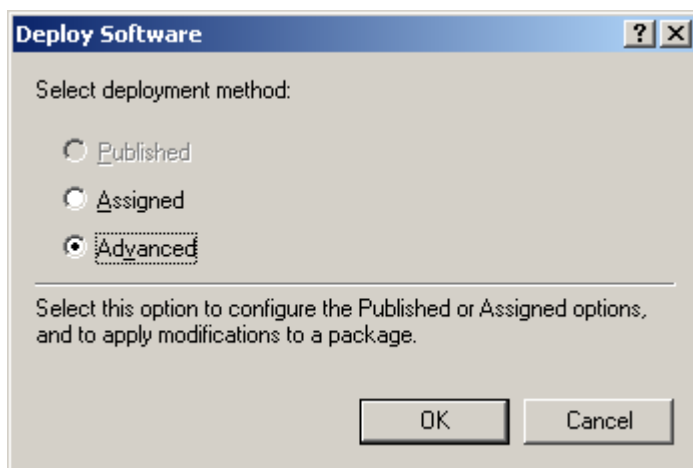 Deploy Software
Select deployment method:
Published
Assigned
Advanced
Select this option to configure the Published or Assigned options,
and to apply modifications to a package.
OK
Cancel